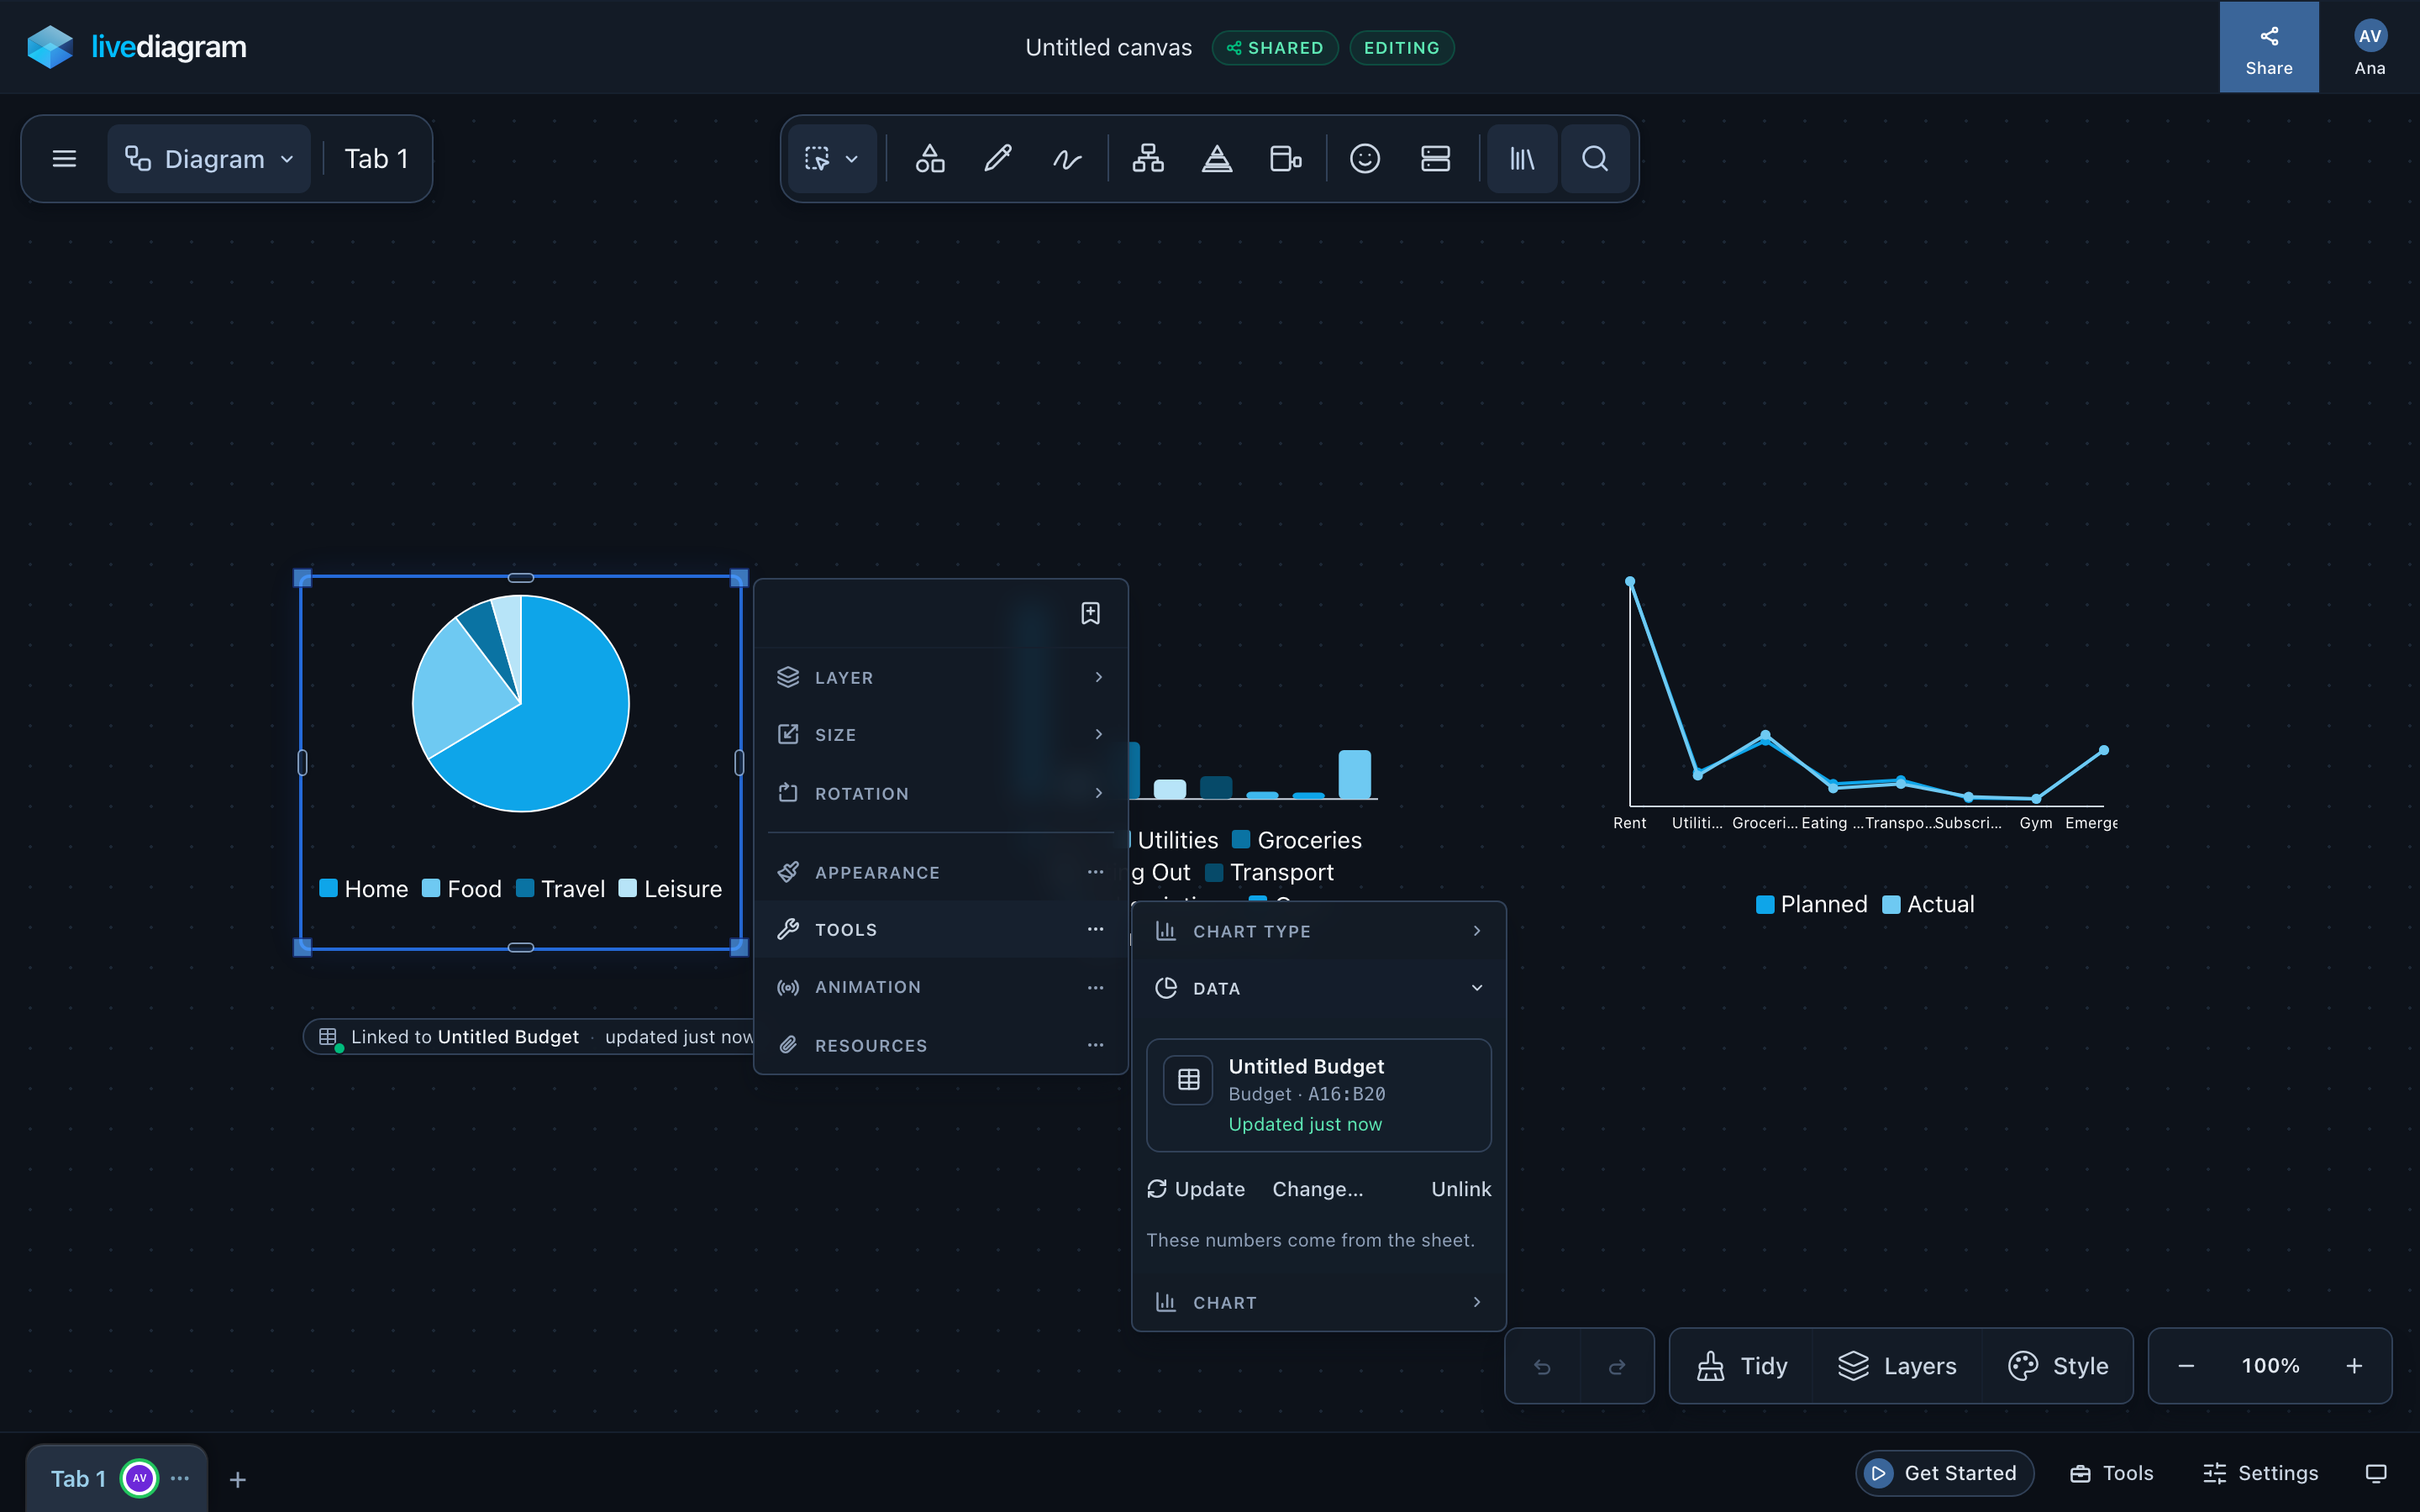 livediagram
Untitled canvas
SHARED
EDITING
Share
AV
Ana
Diagram
Tab 1
LAYER
SIZE
ROTATION
APPEARANCE
TOOLS
ANIMATION
RESOURCES
Home Food Travel Leisure
Linked to Untitled Budget · updated just now
Utilities Groceries
g Out Transport
CHART TYPE
DATA
Untitled Budget
Budget · A16:B20
Updated just now
Update Change... Unlink
These numbers come from the sheet.
CHART
Rent Utiliti... Groceri... Eating ... Transpo... Subscri... Gym Emerge
Planned Actual
Tidy Layers Style
100%
Tab 1 AV
Get Started
Tools
Settings